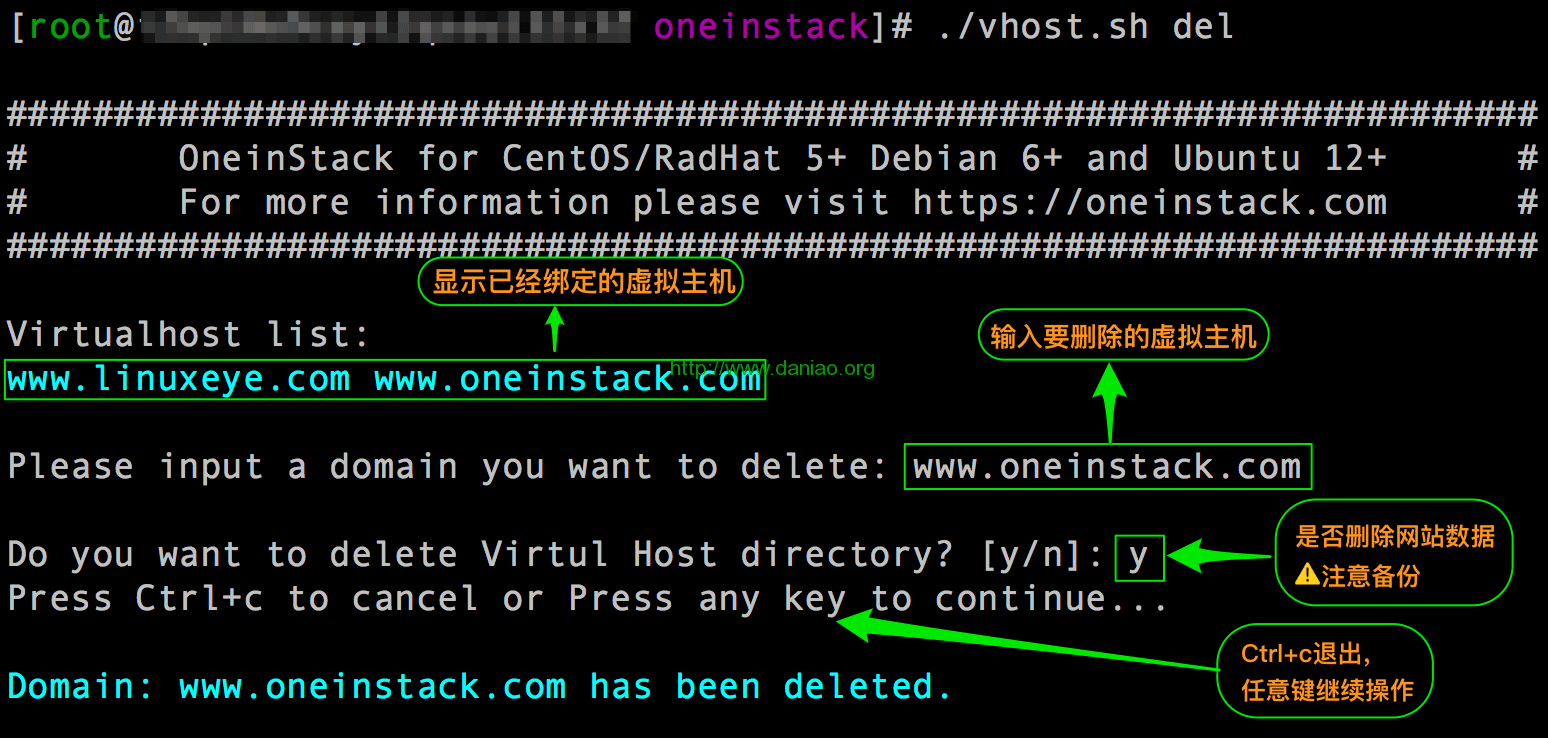 [root@ oneinstack]# ./vhost.sh del
#######################################################################
# OneinStack for CentOS/RadHat 5+ Debian 6+ and Ubuntu 12+ #
# For more information please visit https://oneinstack.com #
#######################################################################
显示已经绑定的虚拟主机
Virtualhost list:
输入要删除的虚拟主机
www.linuxeye.com www.oneinstack.com
http://www.daniao.org
Please input a domain you want to delete: www.oneinstack.com
Do you want to delete Virtul Host directory? [y/n]: y
是否删除网站数据
⚠注意备份
Press Ctrl+c to cancel or Press any key to continue...
Ctrl+c退出,
任意键继续操作
Domain: www.oneinstack.com has been deleted.